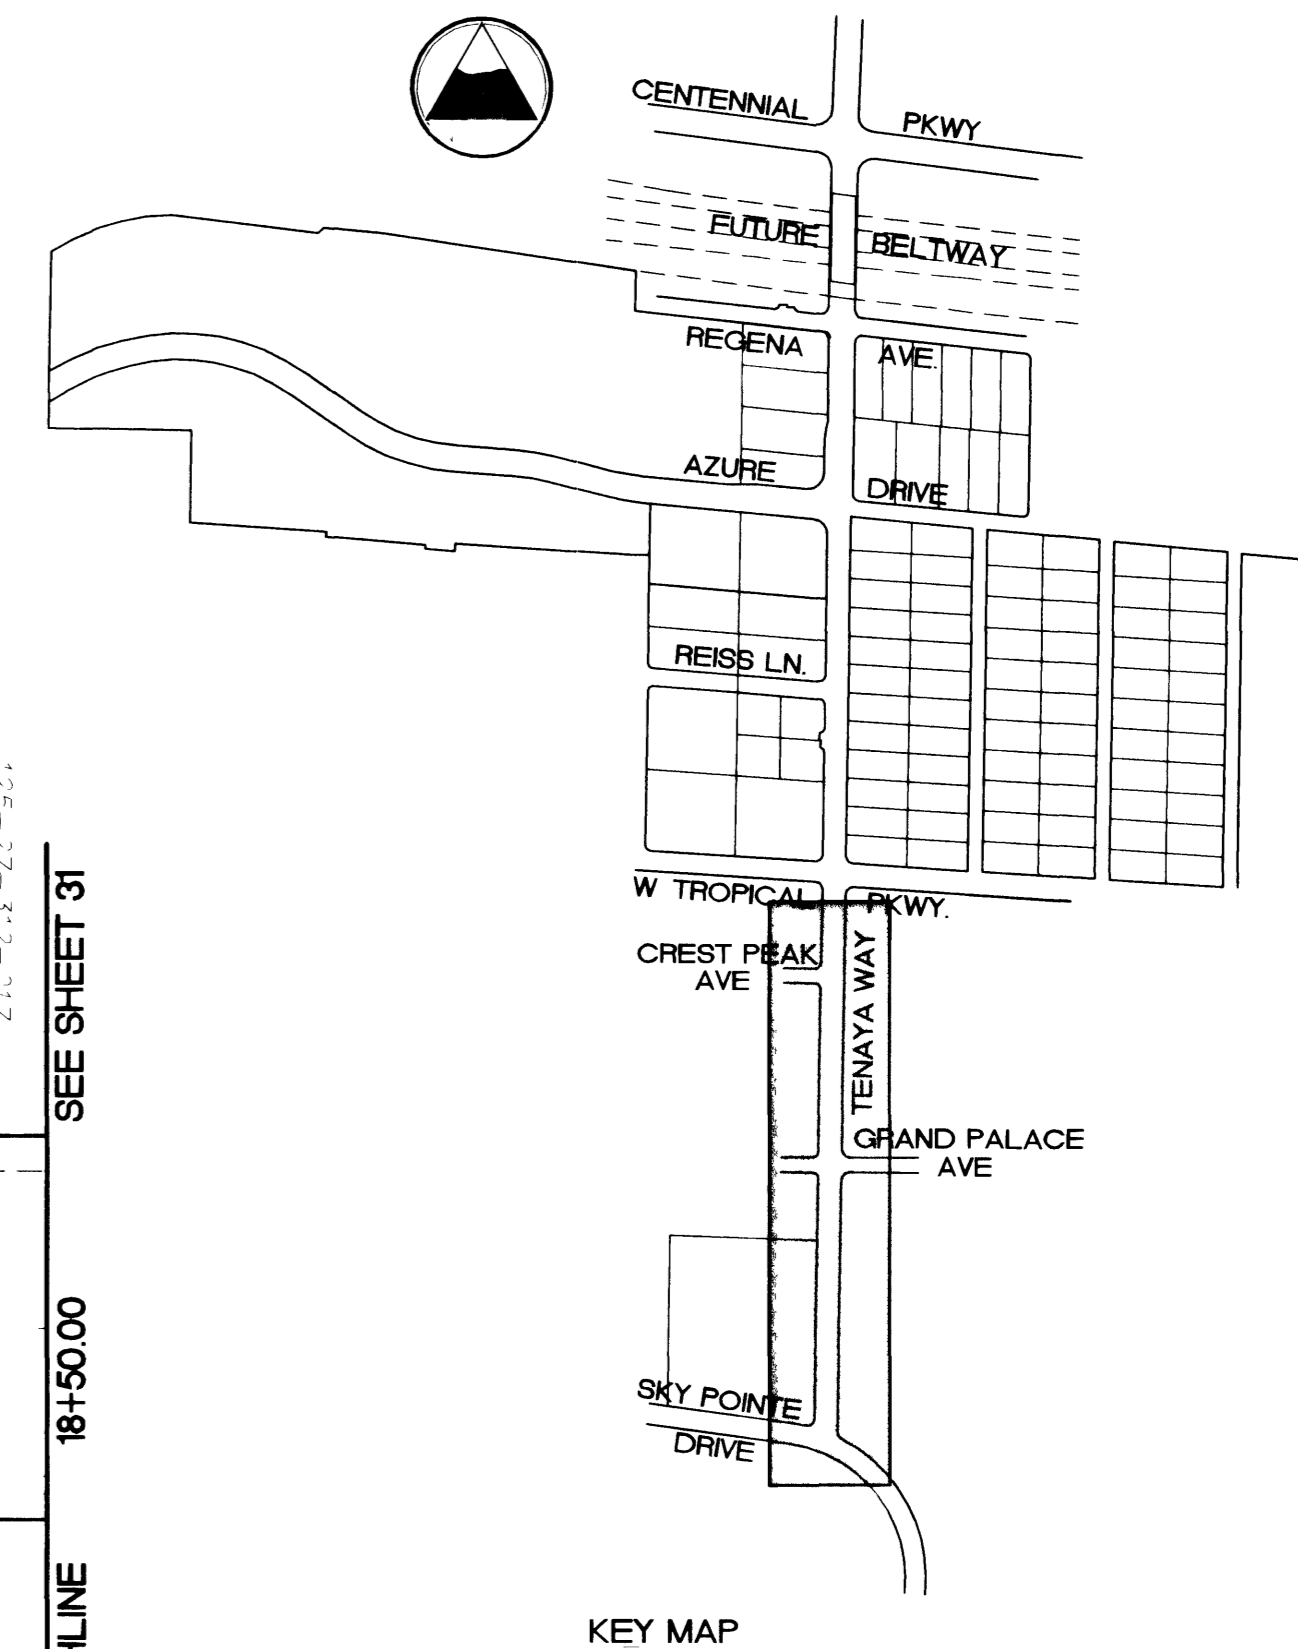 CENTENNIAL PKWY
FUTURE BELTWAY
REGENA AVE.
AZURE DRIVE
REISS LN.
W TROPICAL PKWY.
CREST PEAK
AVE
TENAYA WAY
GRAND PALACE
AVE
SKY POINTE
DRIVE
KEY MAP
SEE SHEET 31
18+50.00
HLINE